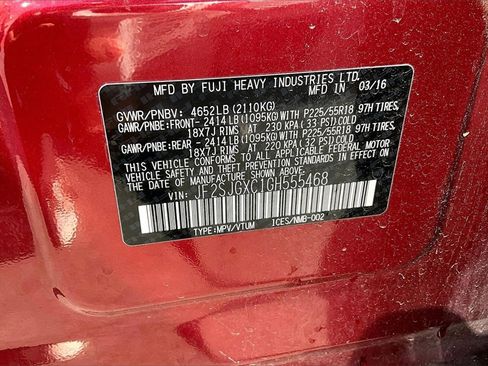 MFD. BY FUJI HEAVY INDUSTRIES LTD.
MFD IN 03/16
GVWR/PNBV: 4652LB (2110KG)
GAWR/PNBE: FRONT- 2414LB (1095KG) WITH P225/55R18 97H TIRES,
18X7J RIMS AT 230 KPA (33 PSI) COLD
GAWR/PNBE: REAR - 2414LB (1095KG) WITH P225/55R18 97H TIRES,
18X7J RIMS AT 220 KPA (32 PSI) COLD
THIS VEHICLE CONFORMS TO ALL APPLICABLE FEDERAL MOTOR
VEHICLE SAFETY STANDARDS IN EFFECT ON THE
DATE OF MANUFACTURE SHOWN ABOVE.
VIN: JF2SJGXC1GH555468
TYPE:MPV/VTUM ICES/NMB-002